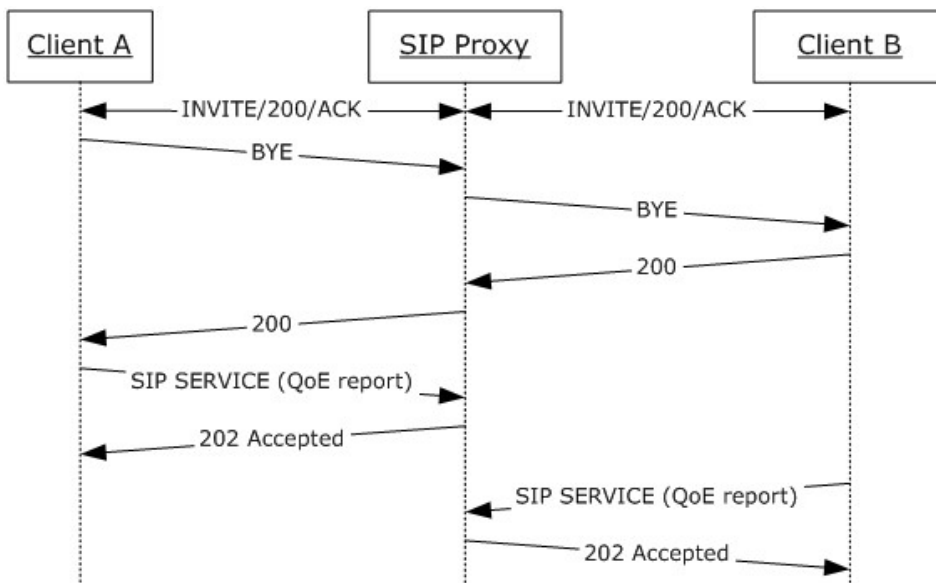 Client A
SIP Proxy
Client B
INVITE/200/ACK
INVITE/200/ACK
BYE
BYE
200
200
SIP SERVICE (QoE report)
202 Accepted
SIP SERVICE (QoE report)
202 Accepted